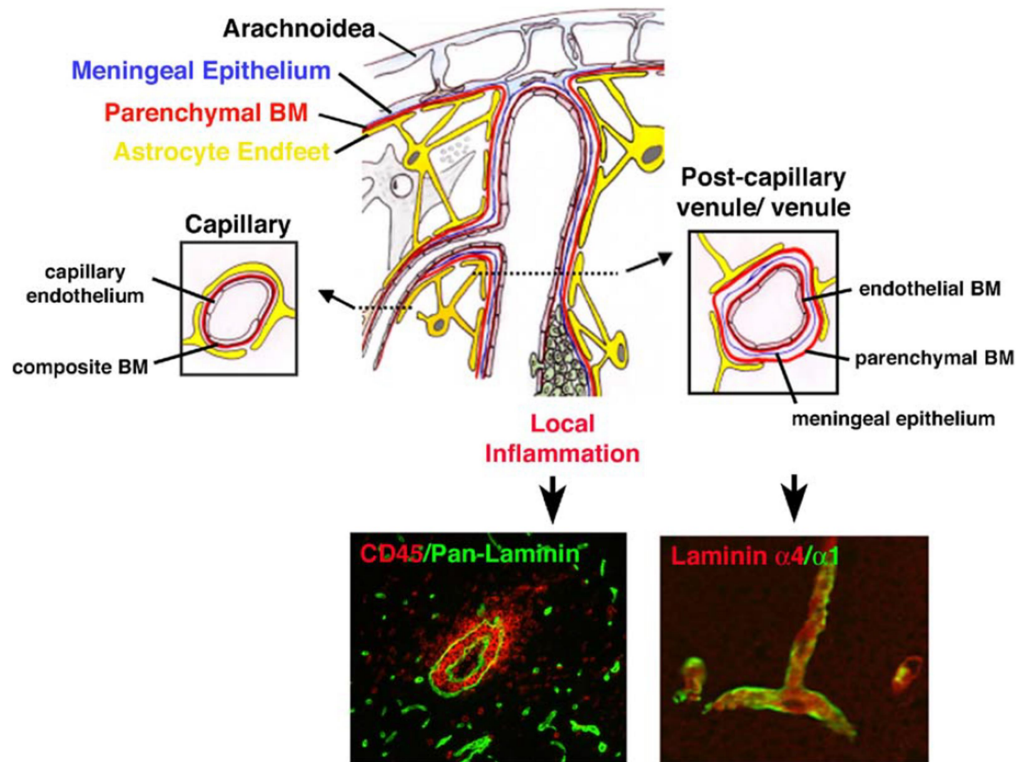 Arachnoidea
Meningeal Epithelium
Parenchymal BM
Astrocyte Endfeet
Capillary
capillary
endothelium
composite BM
Post-capillary
venule/ venule
endothelial BM
parenchymal BM
meningeal epithelium
Local
Inflammation
CD45/Pan-Laminin
Laminin α4/α1